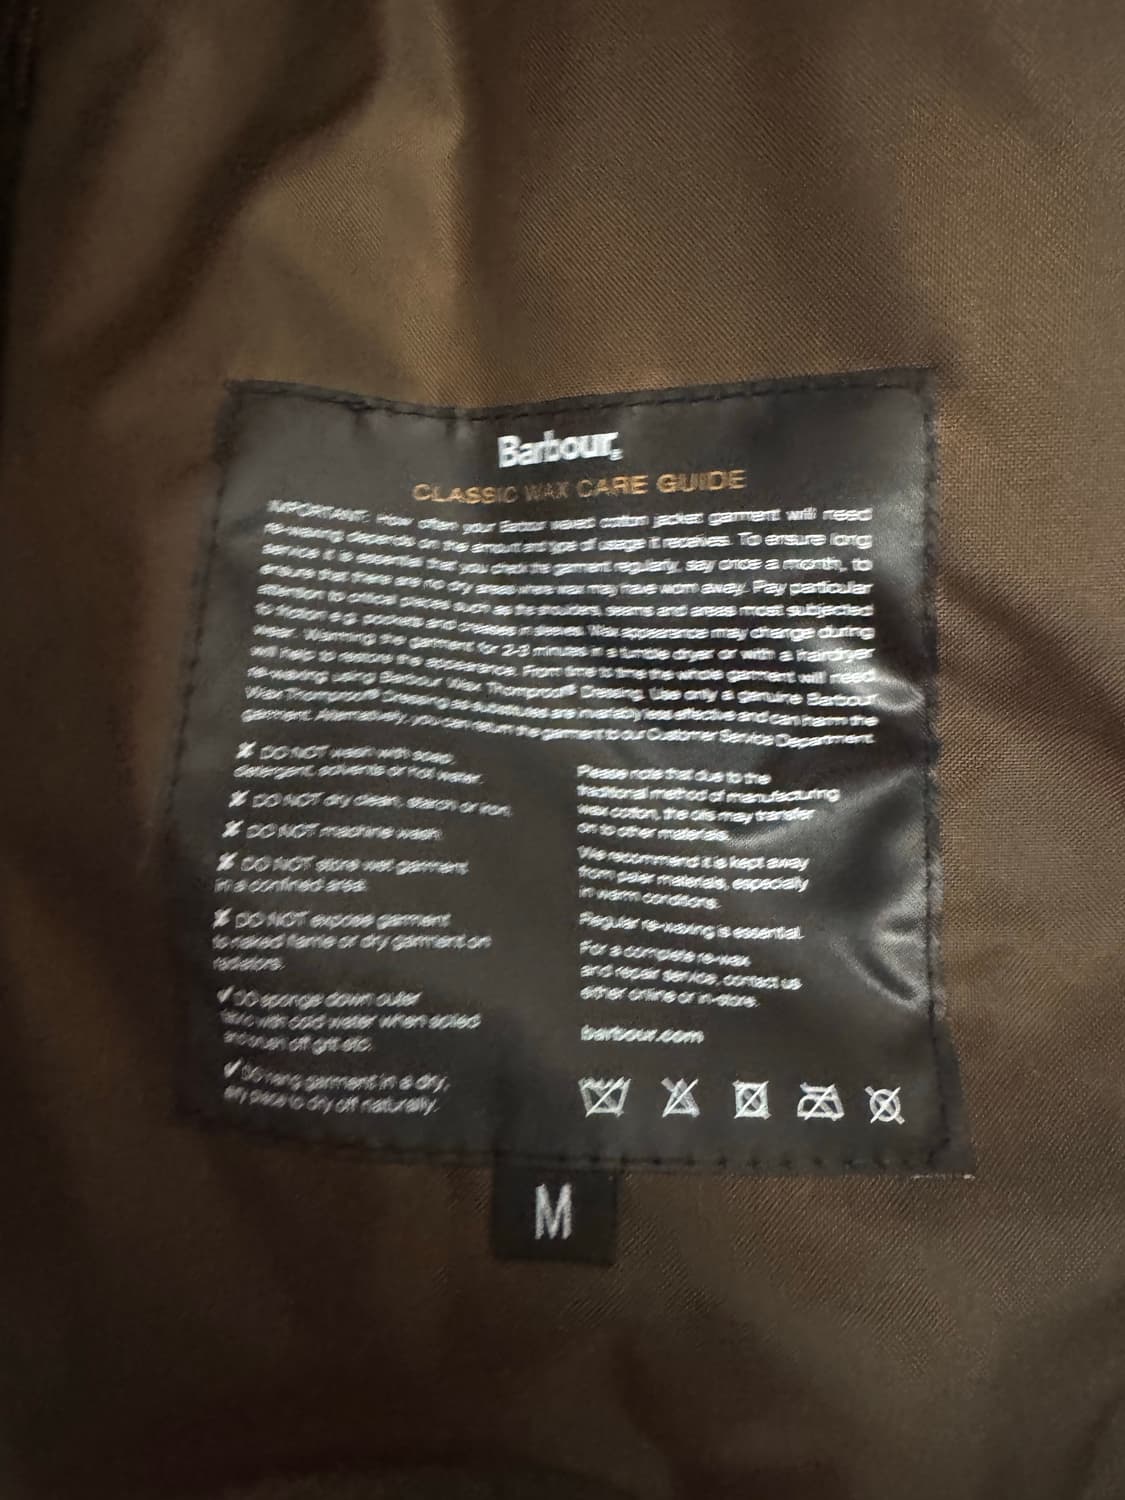 Barbour
CLASSIC WAX CARE GUIDE
IMPORTANT: How often your Barbour waxed cotton jacket garment will need
re-waxing depends on the amount and type of usage it receives. To ensure long
service it is essential that you check the garment regularly, say once a month, to
ensure that there are no dry areas where wax may have worn away. Pay particular
attention to critical places such as the shoulders, seams and areas most subjected
to friction e.g. pockets and creases in sleeves. Wax appearance may change during
wear. Warming the garment for 2-3 minutes in a tumble dryer or with a hairdryer
will help to restore the appearance. From time to time the whole garment will need
re-waxing using Barbour Wax Thornproof® Dressing. Use only a genuine Barbour
Wax Thornproof® Dressing as substitutes are invariably less effective and can harm the
garment. Alternatively, you can return the garment to our Customer Service Department.
✗ DO NOT wash with soap,
detergent, solvents or hot water.
✗ DO NOT dry clean, starch or iron.
✗ DO NOT machine wash.
✗ DO NOT store wet garment
in a confined area.
✗ DO NOT expose garment
to naked flame or dry garment on
radiators.
✓ DO sponge down outer
fabric with cold water when soiled
and brush off grit etc.
✓ DO hang garment in a dry,
airy place to dry off naturally.
Please note that due to the
traditional method of manufacturing
wax cotton, the oils may transfer
on to other materials.
We recommend it is kept away
from paler materials, especially
in warm conditions.
Regular re-waxing is essential.
For a complete re-wax
and repair service, contact us
either online or in-store.
barbour.com
M